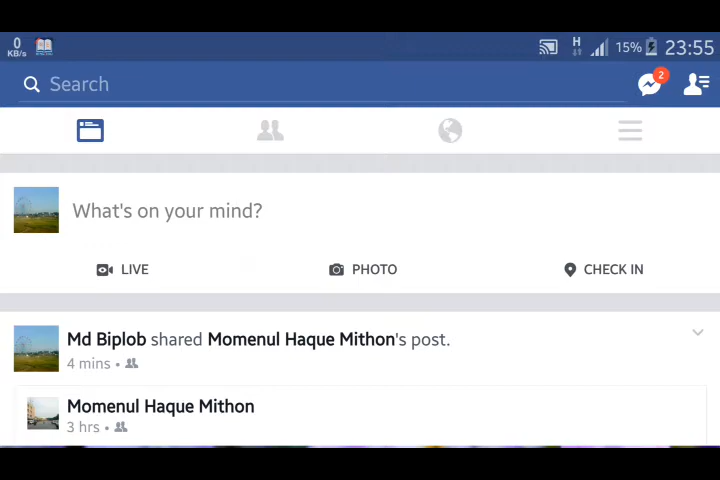 0
KB/s
H
15%
23:55
Search
2
What's on your mind?
LIVE
PHOTO
CHECK IN
Md Biplob shared Momenul Haque Mithon's post.
4 mins •
Momenul Haque Mithon
3 hrs •